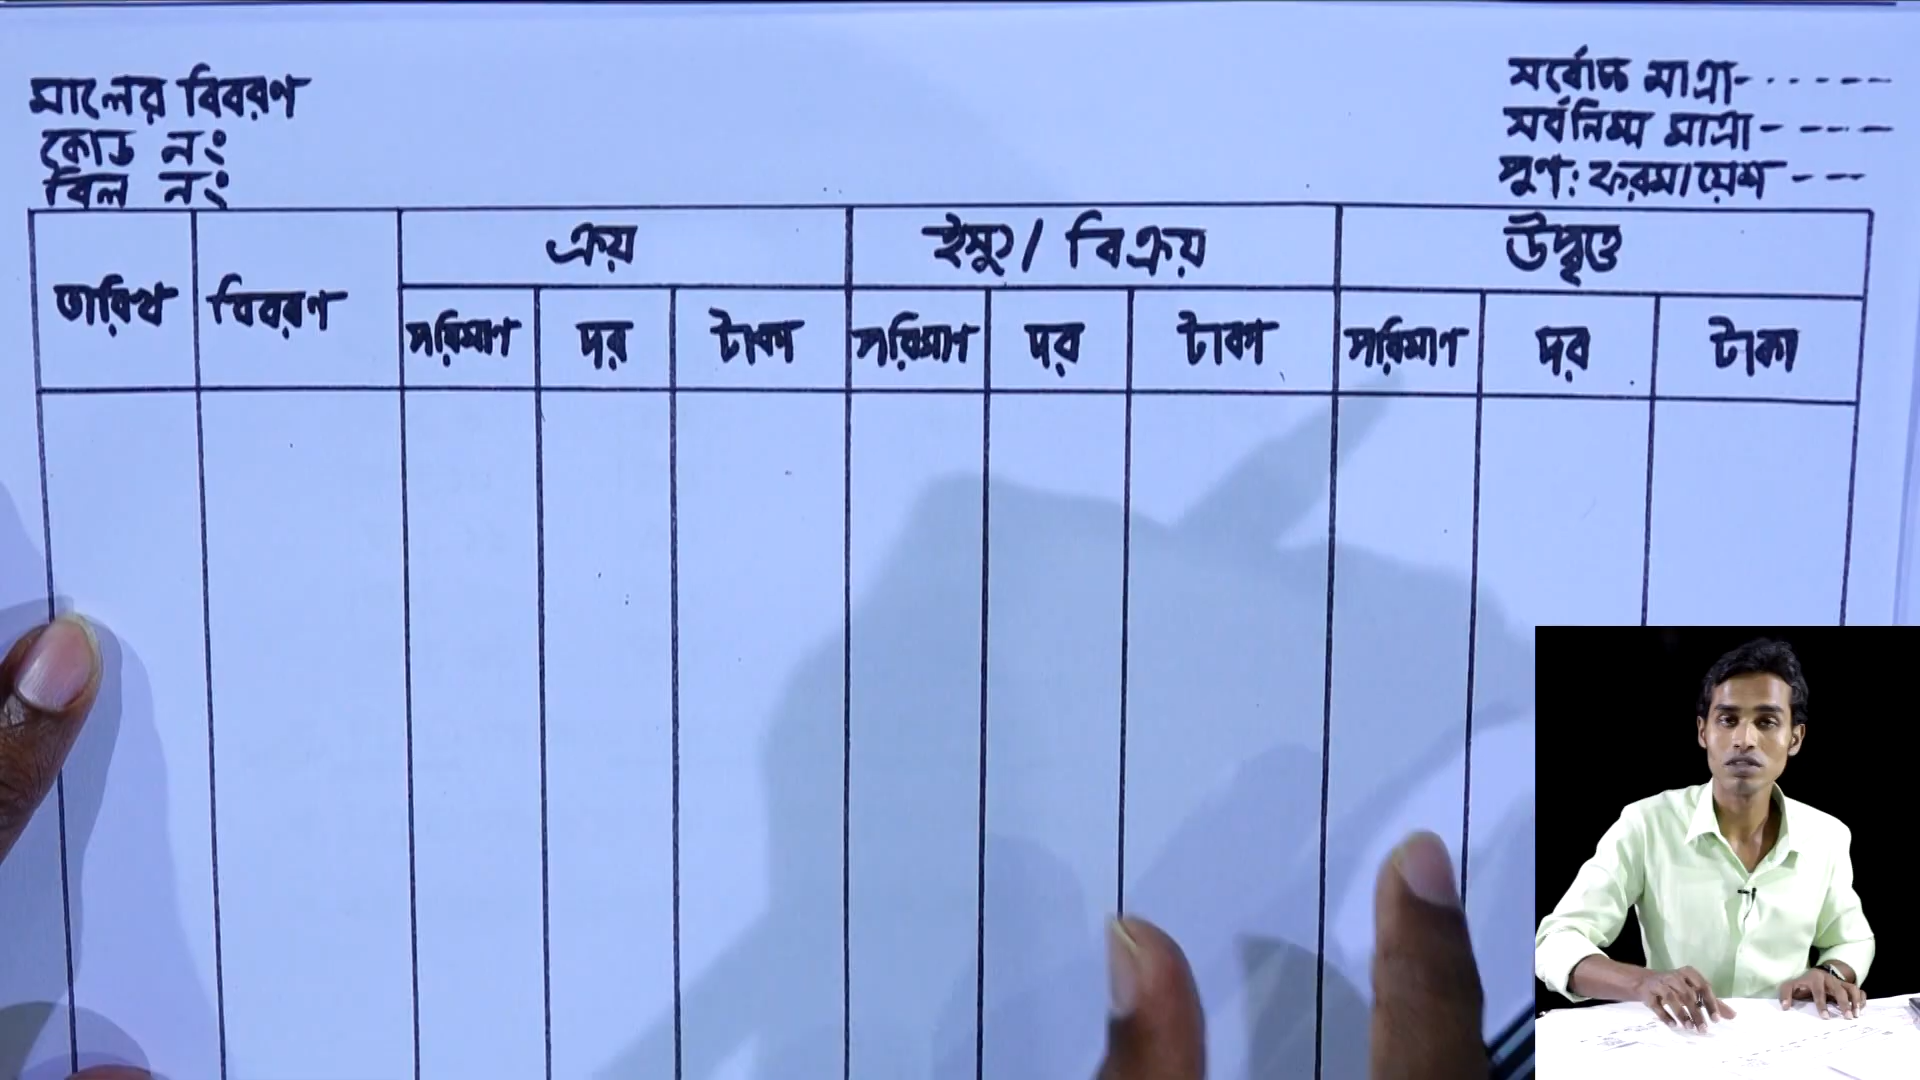 মালের বিবরণ
কোড নং
বিল নং
সর্বোচ্চ মাত্রা- - - - - - -
সর্বনিম্ন মাত্রা- - - - -
পুণ: ফরমায়েশ - - -
তারিখ বিবরণ ক্রয় ইস্যু/ বিক্রয় উদ্বৃত্ত
পরিমাণ দর টাকা পরিমাণ দর টাকা পরিমাণ দর টাকা